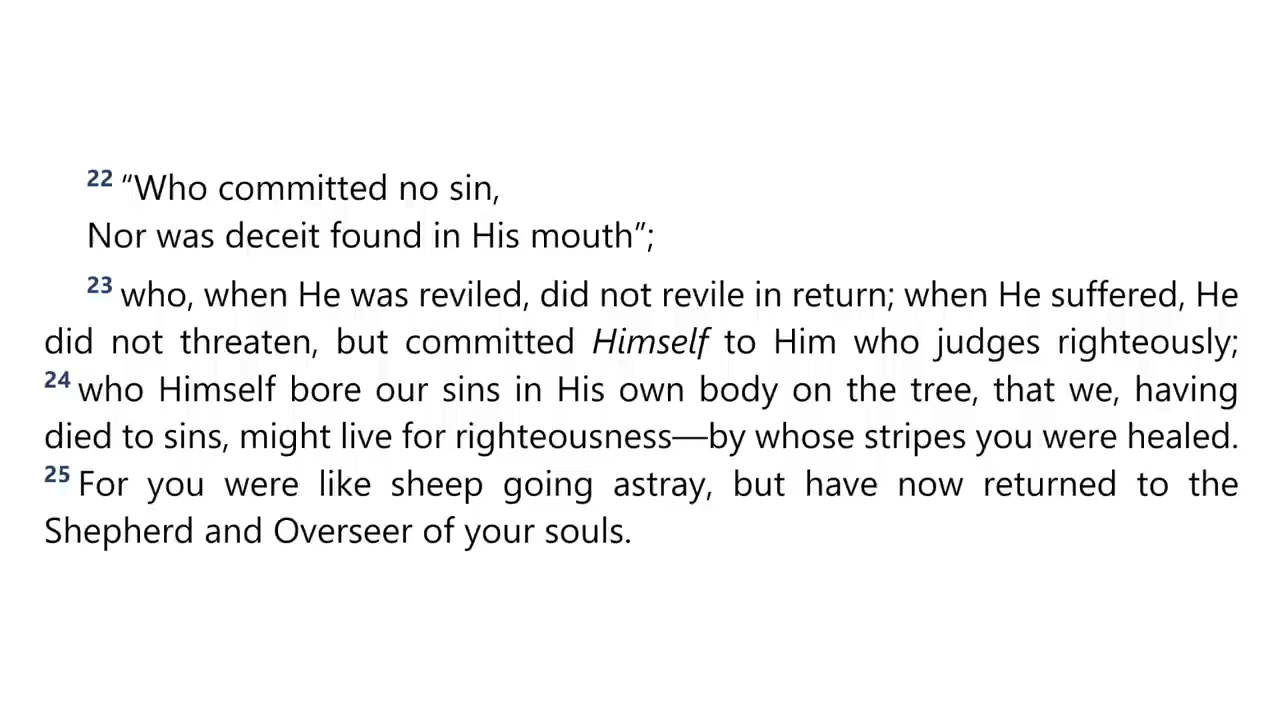 22 “Who committed no sin,
Nor was deceit found in His mouth”;
23 who, when He was reviled, did not revile in return; when He suffered, He
did not threaten, but committed Himself to Him who judges righteously;
24 who Himself bore our sins in His own body on the tree, that we, having
died to sins, might live for righteousness—by whose stripes you were healed.
25 For you were like sheep going astray, but have now returned to the
Shepherd and Overseer of your souls.